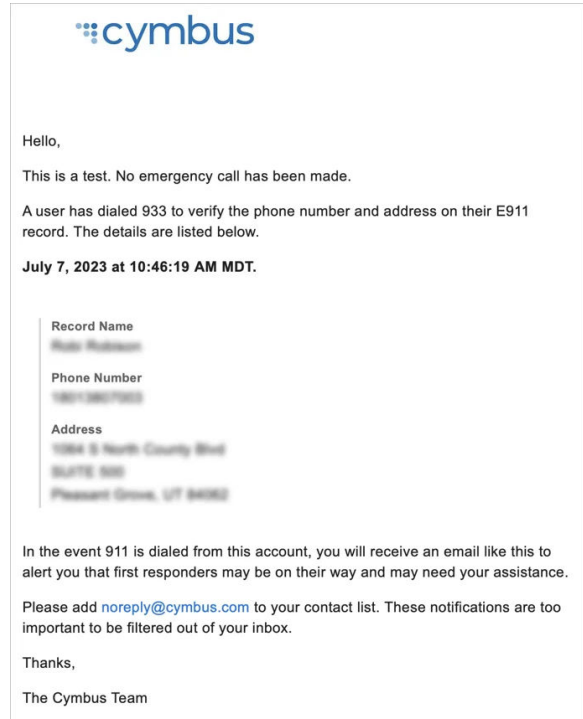 cymbus
Hello,
This is a test. No emergency call has been made.
A user has dialed 933 to verify the phone number and address on their E911
record. The details are listed below.
July 7, 2023 at 10:46:19 AM MDT.
Record Name
Phone Number
Address
In the event 911 is dialed from this account, you will receive an email like this to
alert you that first responders may be on their way and may need your assistance.
Please add noreply@cymbus.com to your contact list. These notifications are too
important to be filtered out of your inbox.
Thanks,
The Cymbus Team